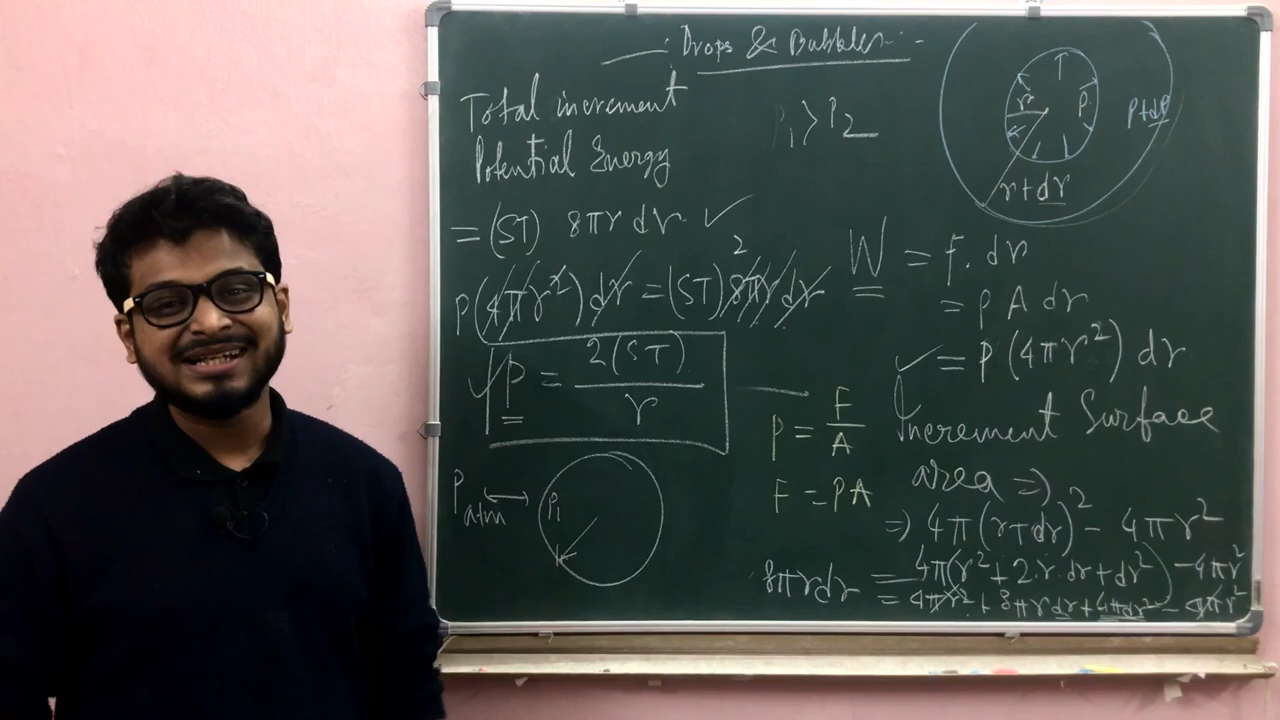 Drops & Bubbles
Total increment
Potential Energy
= (ST) 8πr dr ✓
P(4πr²) dr = (ST) 8πr dr
2
✓ P = 2(ST)/r
Patm ↔ P1
P1 > P2
r
P
P+dP
r+dr
W = F. dr
= P A dr
✓ = P (4πr²) dr
P = F/A
F = PA
Increment Surface
area ⇒
⇒ 4π(r+dr)² - 4πr²
8πrdr = 4π(r²+2.r.dr+dr²) - 4πr²
= 4πr² + 8πrdr + 4πdr² - 4πr²